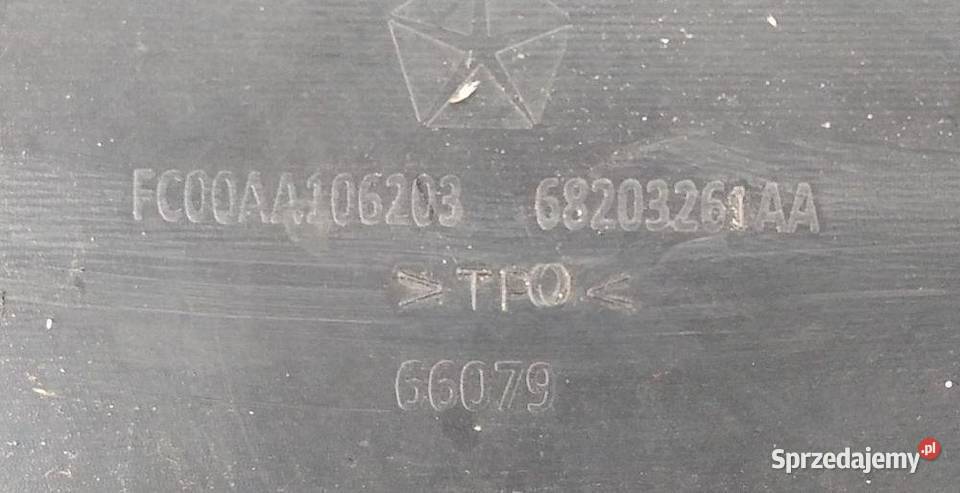 FC00AA106203 68203261AA
>TPO<
66079
Sprzedajemy.pl